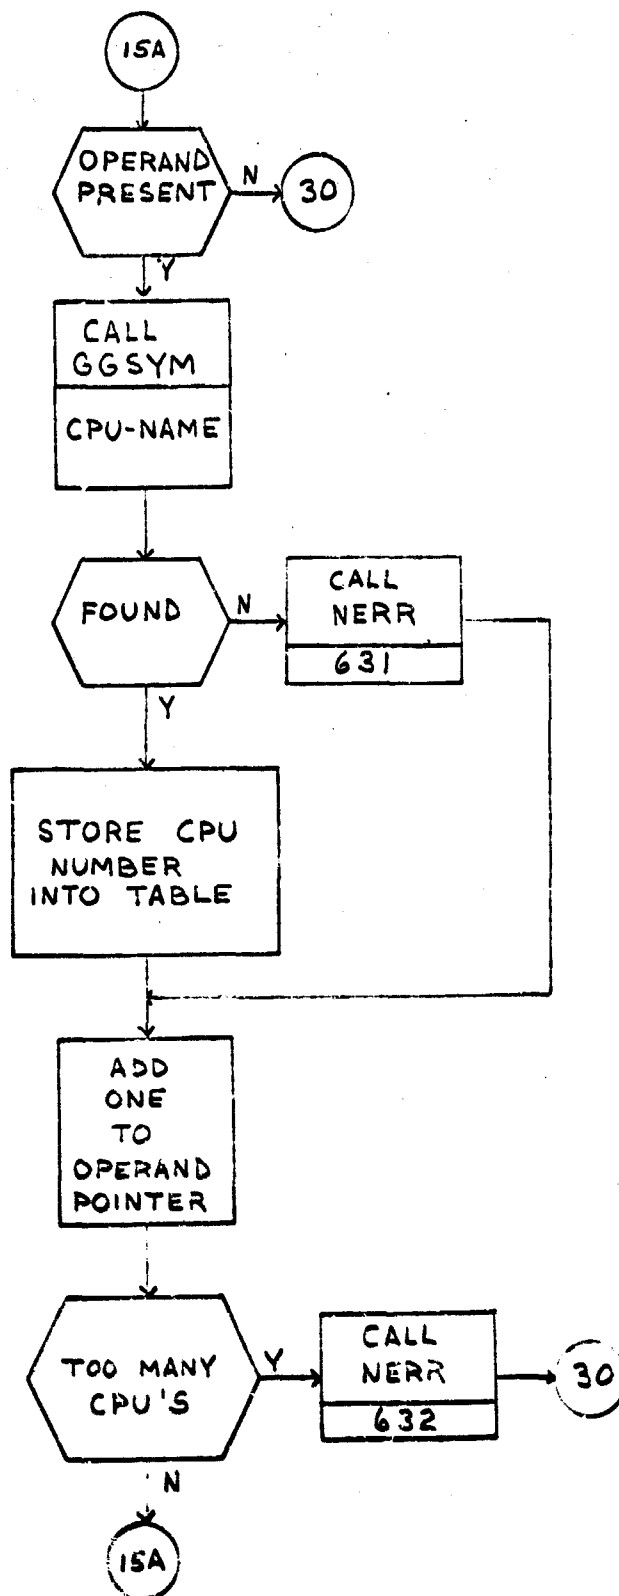 15A
OPERAND
PRESENT
N
30
Y
CALL
GGSYM
CPU-NAME
FOUND
N
CALL
NERR
631
Y
STORE CPU
NUMBER
INTO TABLE
ADD
ONE
TO
OPERAND
POINTER
TOO MANY
CPU'S
Y
CALL
NERR
632
30
N
15A